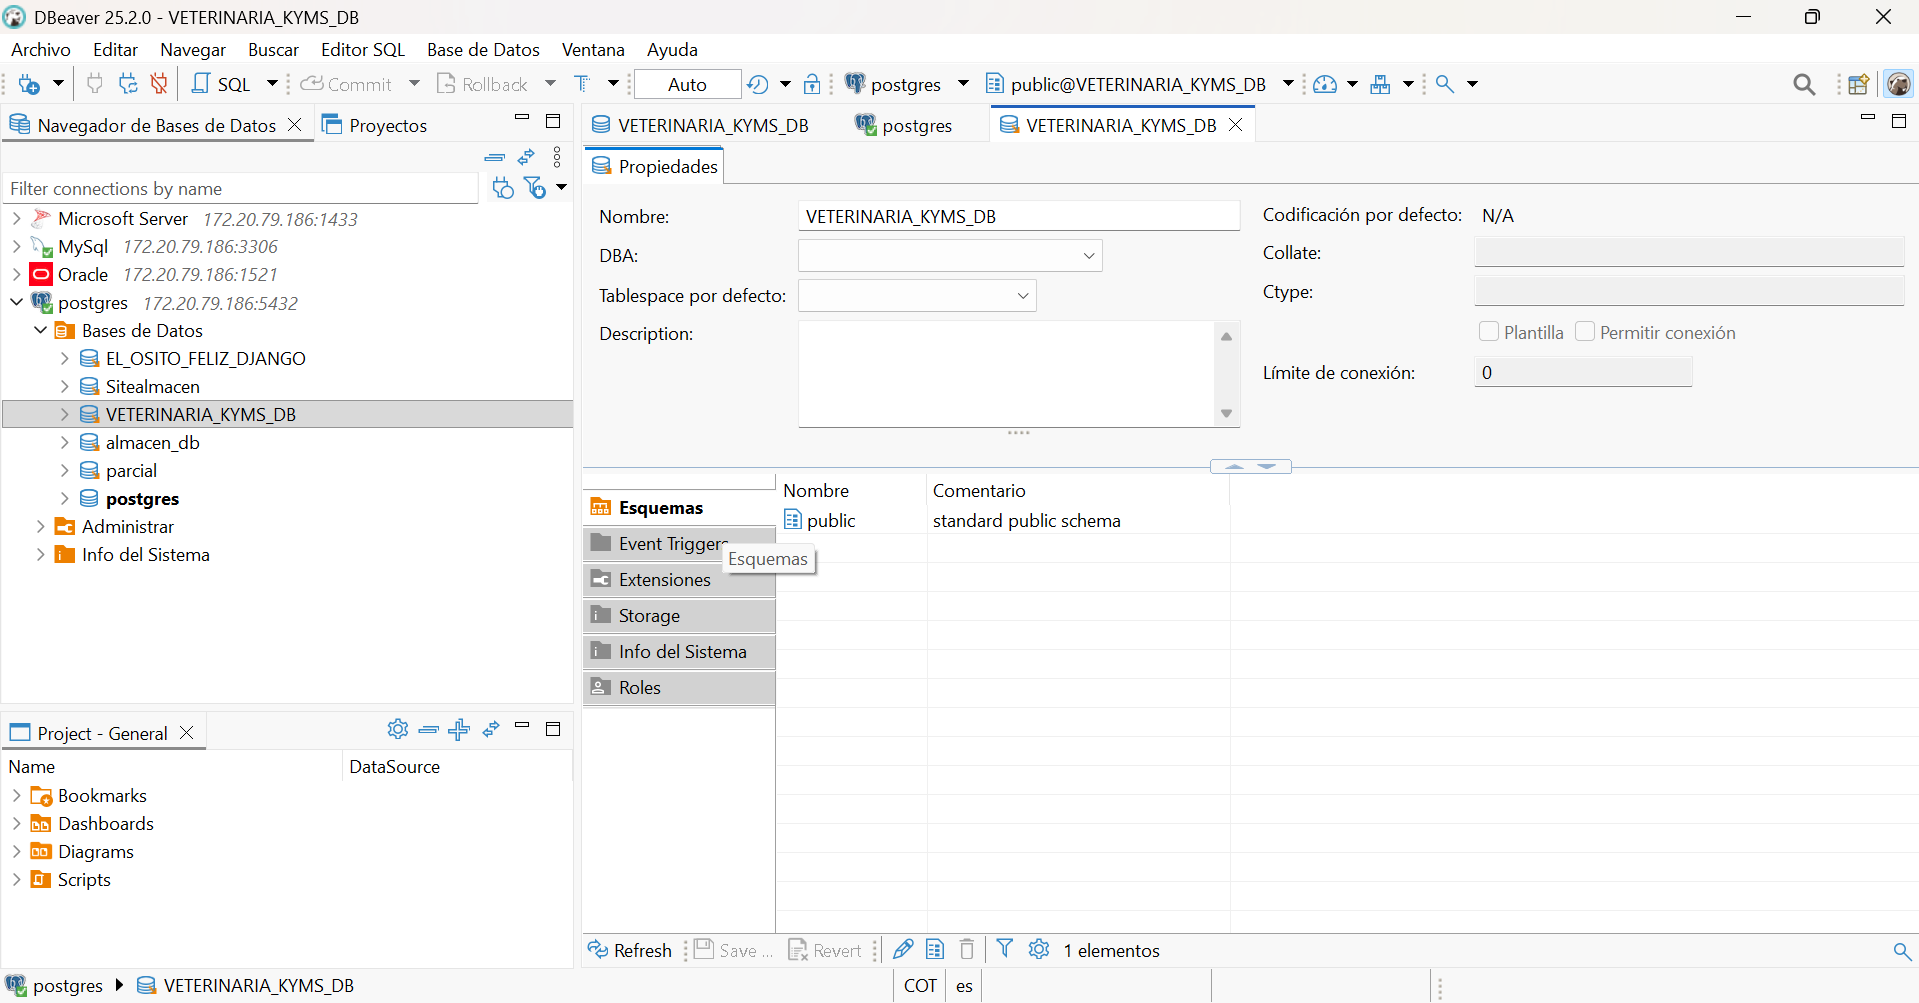 DBeaver 25.2.0 - VETERINARIA_KYMS_DB
Archivo Editar Navegar Buscar Editor SQL Base de Datos Ventana Ayuda
SQL Commit Rollback Auto postgres public@VETERINARIA_KYMS_DB
Navegador de Bases de Datos Proyectos
Filter connections by name
Microsoft Server 172.20.79.186:1433
MySql 172.20.79.186:3306
Oracle 172.20.79.186:1521
postgres 172.20.79.186:5432
Bases de Datos
EL_OSITO_FELIZ_DJANGO
Sitealmacen
VETERINARIA_KYMS_DB
almacen_db
parcial
postgres
Administrar
Info del Sistema
Project - General
Name DataSource
Bookmarks
Dashboards
Diagrams
Scripts
VETERINARIA_KYMS_DB postgres VETERINARIA_KYMS_DB
Propiedades
Nombre: VETERINARIA_KYMS_DB
DBA:
Tablespace por defecto:
Description:
Codificación por defecto: N/A
Collate:
Ctype:
Plantilla Permitir conexión
Límite de conexión: 0
Esquemas
Event Triggers
Extensiones
Storage
Info del Sistema
Roles
Esquemas
Nombre Comentario
public standard public schema
Refresh Save ... Revert 1 elementos
postgres VETERINARIA_KYMS_DB
COT es